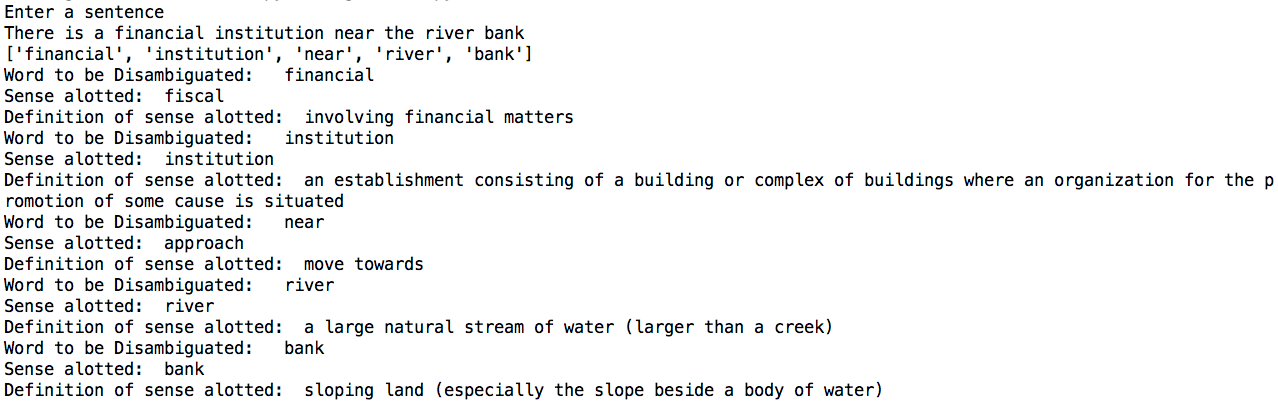 Enter a sentence
There is a financial institution near the river bank
['financial', 'institution', 'near', 'river', 'bank']
Word to be Disambiguated:   financial
Sense alotted:  fiscal
Definition of sense alotted:  involving financial matters
Word to be Disambiguated:   institution
Sense alotted:  institution
Definition of sense alotted:  an establishment consisting of a building or complex of buildings where an organization for the p
romotion of some cause is situated
Word to be Disambiguated:   near
Sense alotted:  approach
Definition of sense alotted:  move towards
Word to be Disambiguated:   river
Sense alotted:  river
Definition of sense alotted:  a large natural stream of water (larger than a creek)
Word to be Disambiguated:   bank
Sense alotted:  bank
Definition of sense alotted:  sloping land (especially the slope beside a body of water)